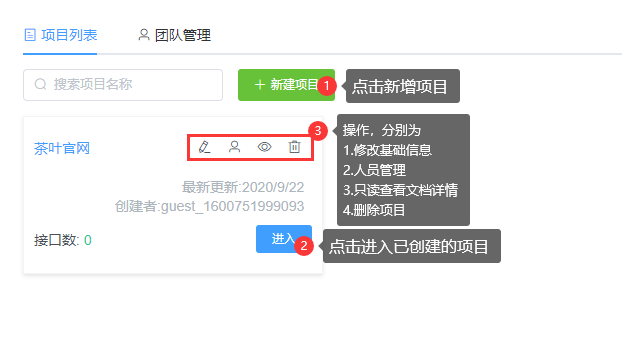 项目列表
团队管理
搜索项目名称
新建项目
1
点击新增项目
3
操作，分别为
1.修改基础信息
2.人员管理
3.只读查看文档详情
4.删除项目
茶叶官网
最新更新:2020/9/22
创建者:guest_1600751999093
接口数: 0
进入
2
点击进入已创建的项目